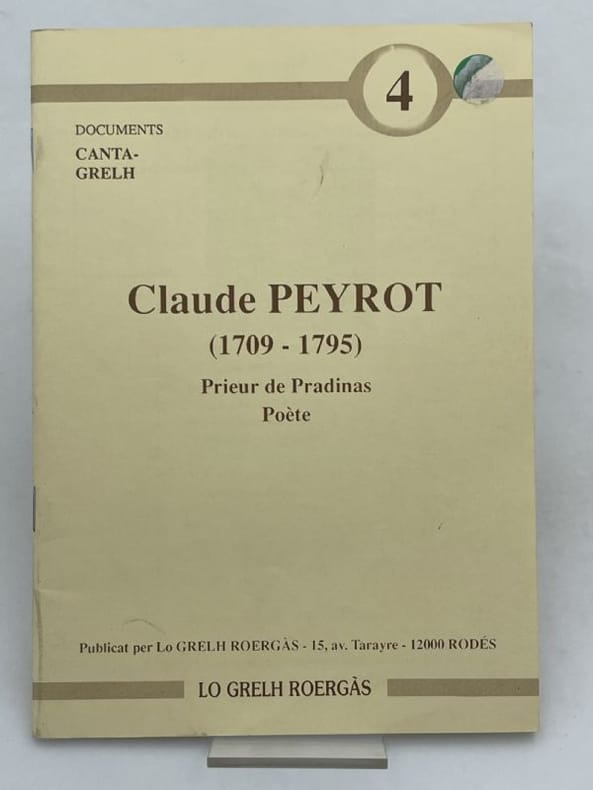 4
DOCUMENTS
CANTA-
GRELH
Claude PEYROT
(1709 - 1795)
Prieur de Pradinas
Poète
Publicat per Lo GRELH ROERGÀS - 15, av. Tarayre - 12000 RODÉS
LO GRELH ROERGÀS